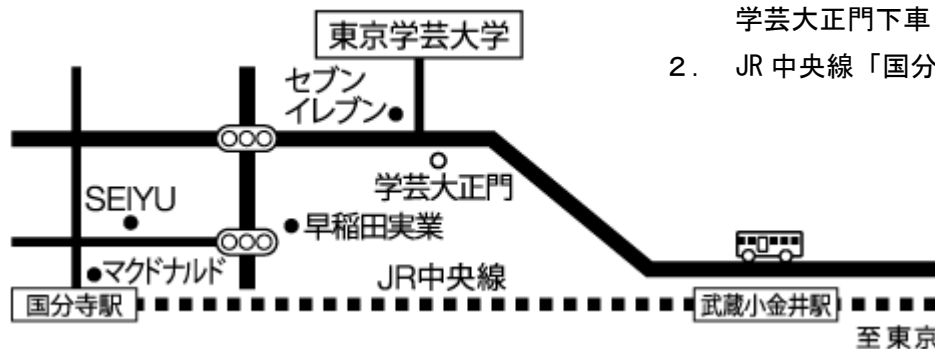 学芸大正門下車
東京学芸大学
２. JR 中央線「国分
セブン
イレブン
学芸大正門
SEIYU
早稲田実業
マクドナルド
JR中央線
国分寺駅
武蔵小金井駅
至東京